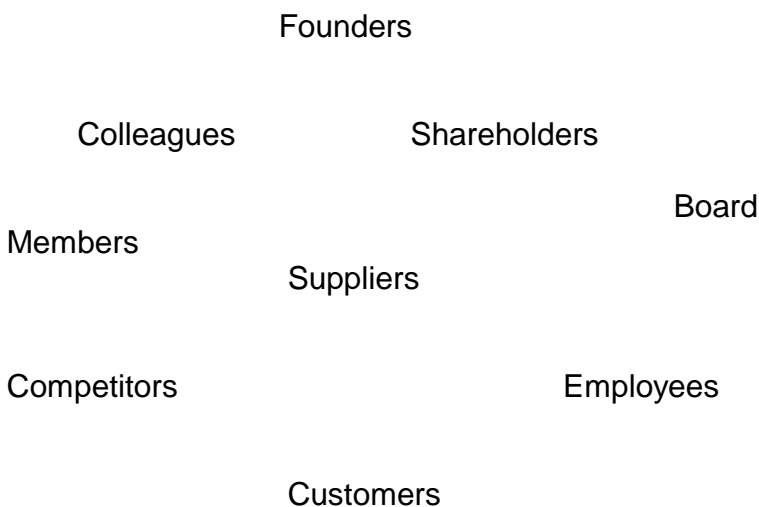 Founders
Colleagues Shareholders
Board
Members
Suppliers
Competitors Employees
Customers